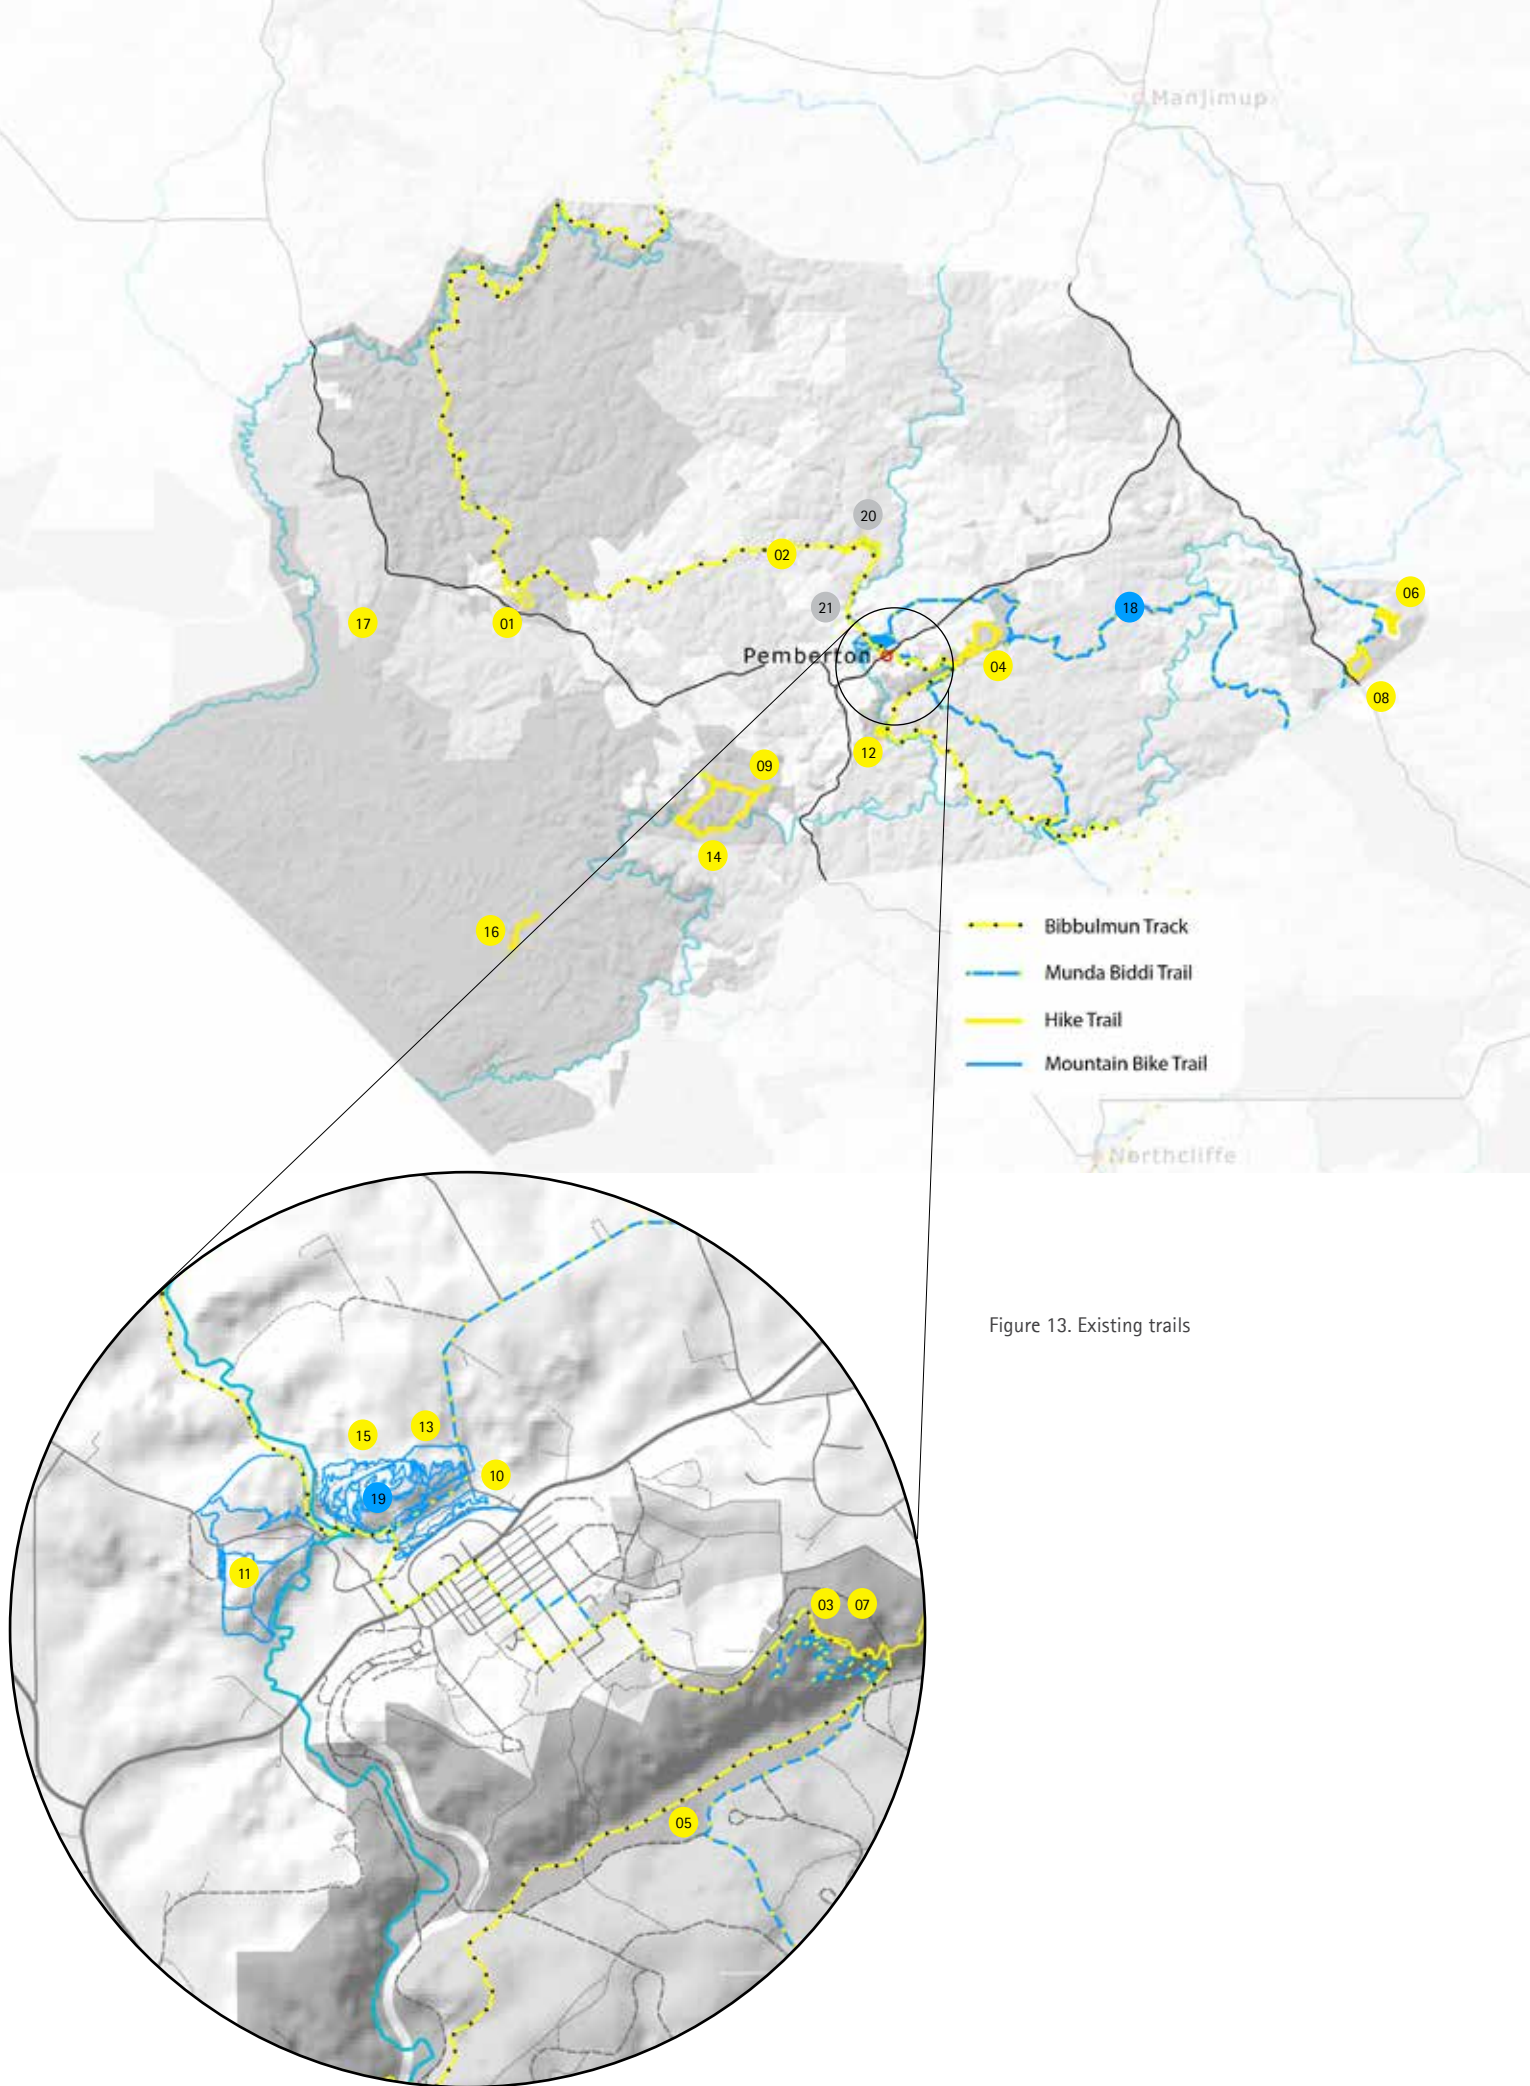 Manjimup
20
02
18
06
17
01
21
Pemberton
04
08
12
09
14
16
Bibbulmun Track
Munda Biddi Trail
Hike Trail
Mountain Bike Trail
Northcliffe
Figure 13. Existing trails
15
13
10
19
11
03
07
05